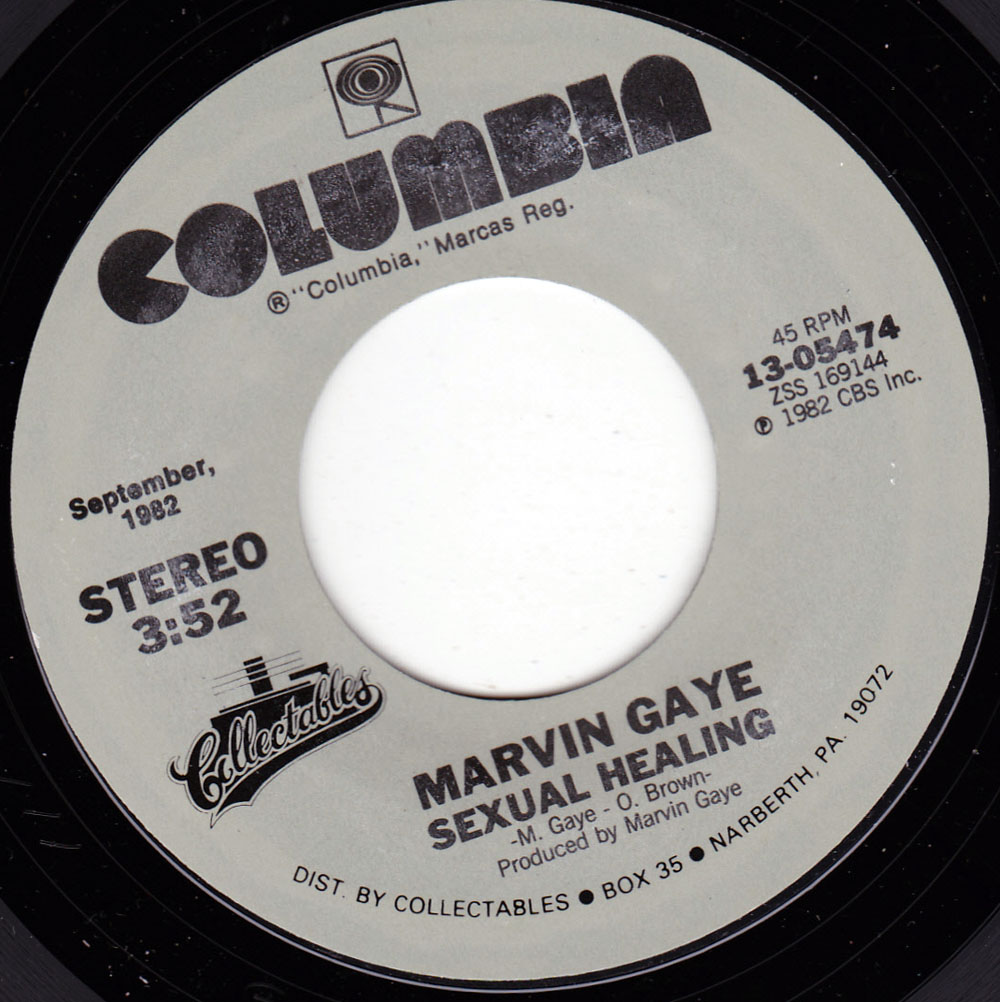 COLUMBIA
® "Columbia," Marcas Reg.
45 RPM
13-05474
ZSS 169144
℗ 1982 CBS Inc.
September,
1982
STEREO
3:52
Collectables
MARVIN GAYE
SEXUAL HEALING
-M. Gaye - O. Brown-
Produced by Marvin Gaye
DIST. BY COLLECTABLES ● BOX 35 ● NARBERTH, PA. 19072